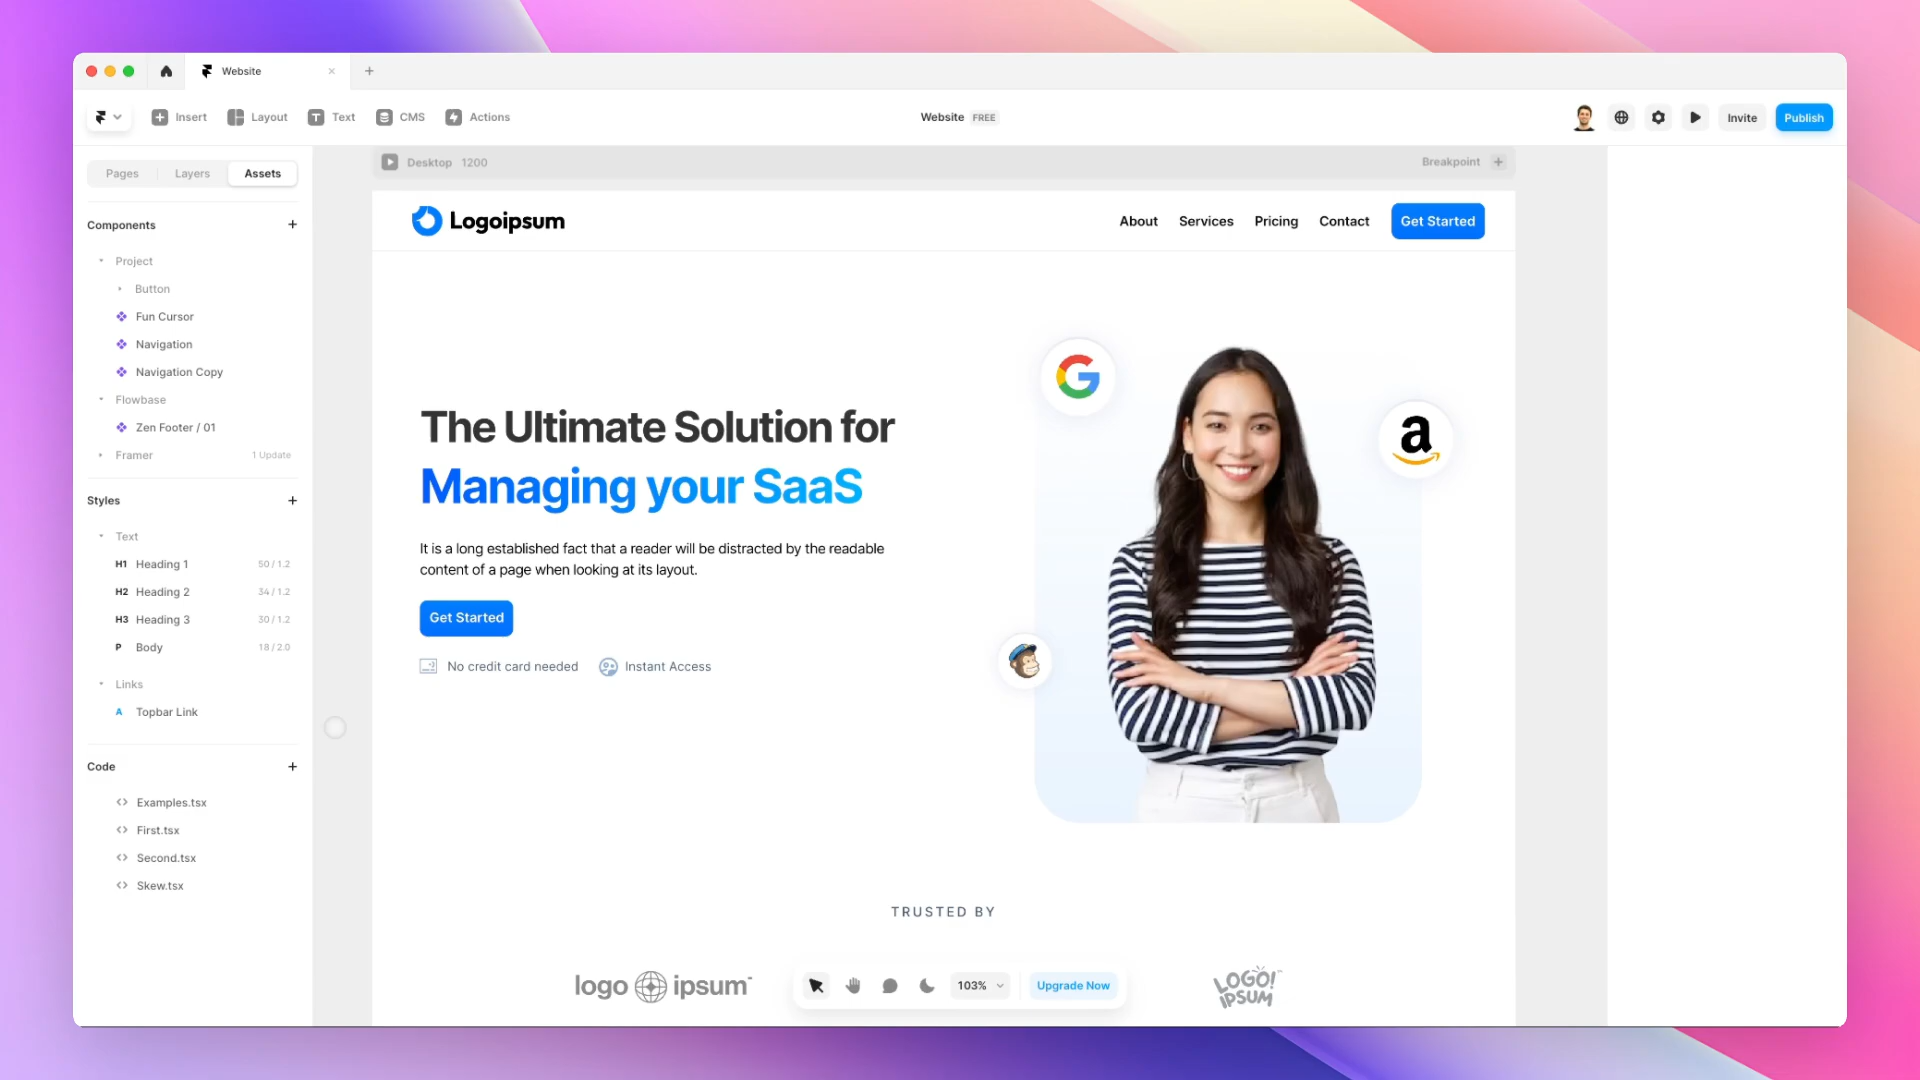 Website
Insert
Layout
Text
CMS
Actions
Website FREE
Invite
Publish
Pages
Layers
Assets
Components
Project
Button
Fun Cursor
Navigation
Navigation Copy
Flowbase
Zen Footer / 01
Framer 1 Update
Styles
Text
H1 Heading 1 50 / 1.2
H2 Heading 2 34 / 1.2
H3 Heading 3 30 / 1.2
P Body 18 / 2.0
Links
A Topbar Link
Code
Examples.tsx
First.tsx
Second.tsx
Skew.tsx
Desktop 1200
Breakpoint
Logoipsum
About
Services
Pricing
Contact
Get Started
The Ultimate Solution for
Managing your SaaS
It is a long established fact that a reader will be distracted by the readable
content of a page when looking at its layout.
Get Started
No credit card needed
Instant Access
G
a
TRUSTED BY
logo ipsum
103%
Upgrade Now
LOGO!
IPSUM